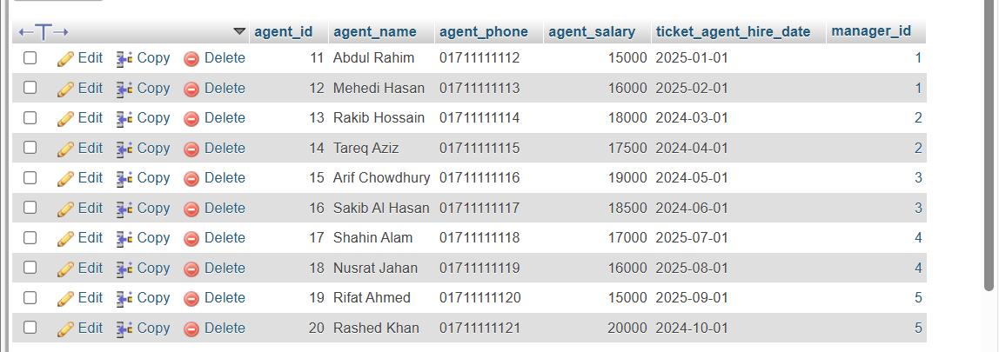 agent_id agent_name agent_phone agent_salary ticket_agent_hire_date manager_id
Edit Copy Delete 11 Abdul Rahim 01711111112 15000 2025-01-01 1
Edit Copy Delete 12 Mehedi Hasan 01711111113 16000 2025-02-01 1
Edit Copy Delete 13 Rakib Hossain 01711111114 18000 2024-03-01 2
Edit Copy Delete 14 Tareq Aziz 01711111115 17500 2024-04-01 2
Edit Copy Delete 15 Arif Chowdhury 01711111116 19000 2024-05-01 3
Edit Copy Delete 16 Sakib Al Hasan 01711111117 18500 2024-06-01 3
Edit Copy Delete 17 Shahin Alam 01711111118 17000 2025-07-01 4
Edit Copy Delete 18 Nusrat Jahan 01711111119 16000 2025-08-01 4
Edit Copy Delete 19 Rifat Ahmed 01711111120 15000 2025-09-01 5
Edit Copy Delete 20 Rashed Khan 01711111121 20000 2024-10-01 5